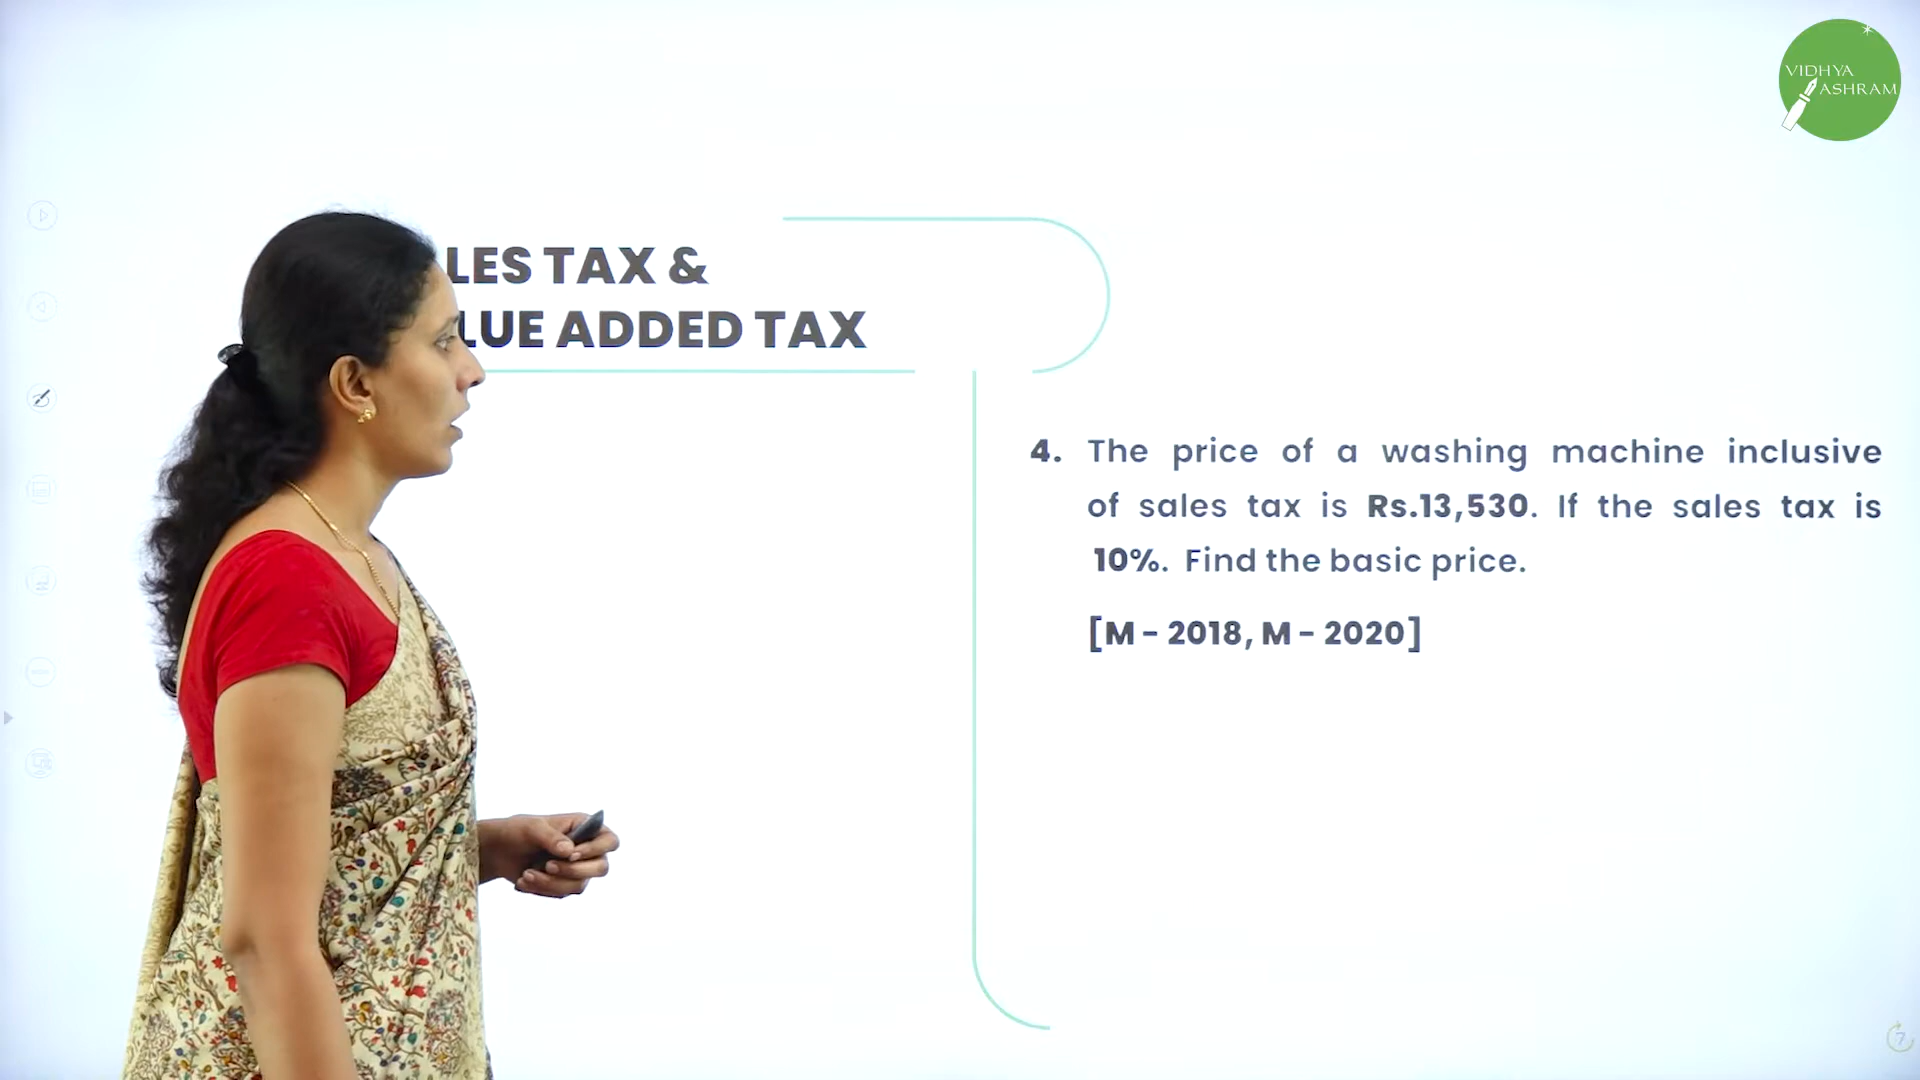 VIDHYA
ASHRAM
LES TAX &
LUE ADDED TAX
4. The price of a washing machine inclusive
of sales tax is Rs.13,530. If the sales tax is
10%. Find the basic price.
[M - 2018, M - 2020]
7